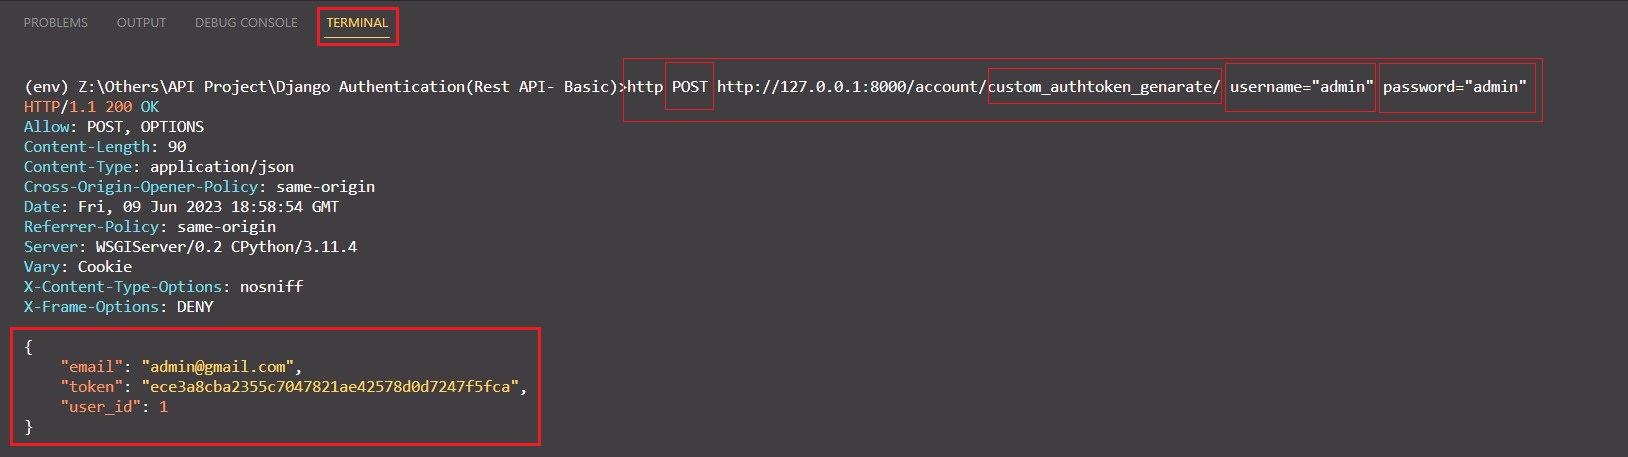 PROBLEMS OUTPUT DEBUG CONSOLE TERMINAL
(env) Z:\Others\API Project\Django Authentication(Rest API- Basic)>http POST http://127.0.0.1:8000/account/custom_authtoken_genarate/ username="admin" password="admin"
HTTP/1.1 200 OK
Allow: POST, OPTIONS
Content-Length: 90
Content-Type: application/json
Cross-Origin-Opener-Policy: same-origin
Date: Fri, 09 Jun 2023 18:58:54 GMT
Referrer-Policy: same-origin
Server: WSGIServer/0.2 CPython/3.11.4
Vary: Cookie
X-Content-Type-Options: nosniff
X-Frame-Options: DENY
{
"email": "admin@gmail.com",
"token": "ece3a8cba2355c7047821ae42578d0d7247f5fca",
"user_id": 1
}